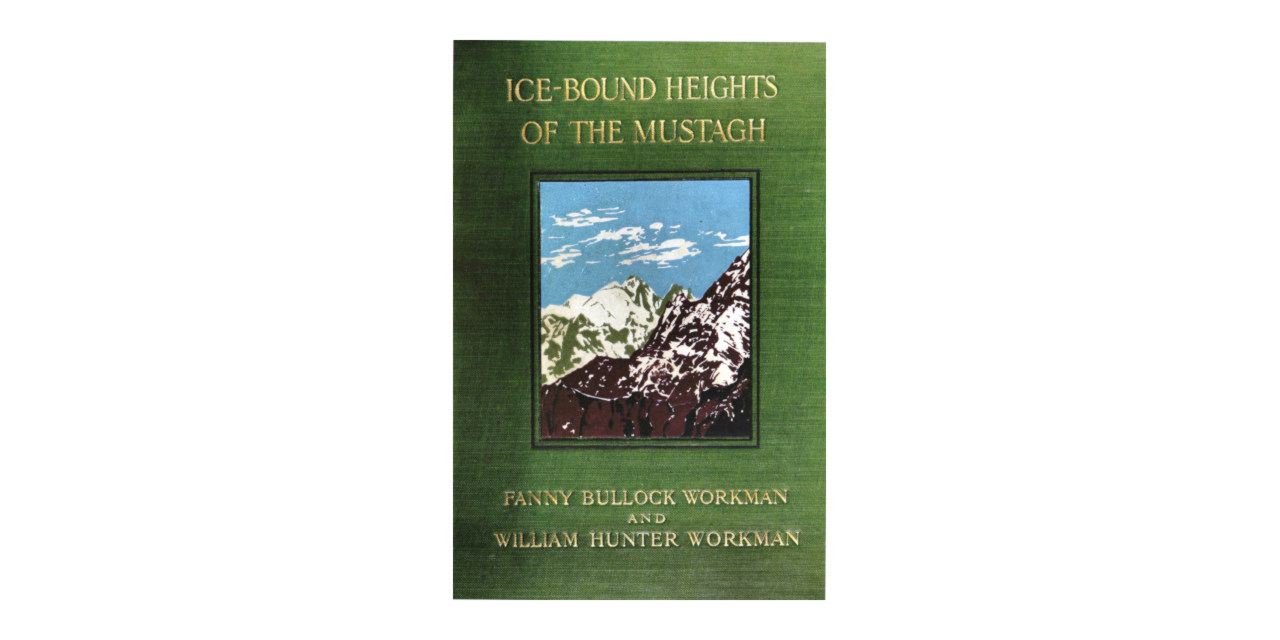 ICE-BOUND HEIGHTS
OF THE MUSTAGH
FANNY BULLOCK WORKMAN
AND
WILLIAM HUNTER WORKMAN